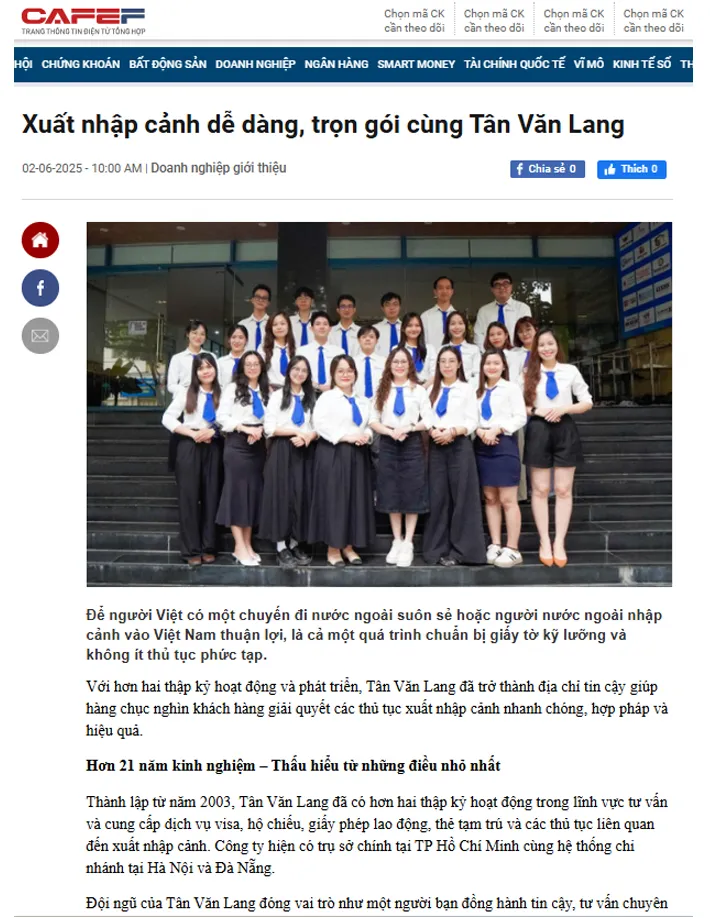 CAFEF
TRANG THÔNG TIN ĐIỆN TỬ TỔNG HỢP
Chọn mã CK cần theo dõi
Chọn mã CK cần theo dõi
Chọn mã CK cần theo dõi
Chọn mã CK cần theo dõi
HỘI CHỨNG KHOÁN BẤT ĐỘNG SẢN DOANH NGHIỆP NGÂN HÀNG SMART MONEY TÀI CHÍNH QUỐC TẾ VĨ MÔ KINH TẾ SỐ TH
Xuất nhập cảnh dễ dàng, trọn gói cùng Tân Văn Lang
02-06-2025 - 10:00 AM | Doanh nghiệp giới thiệu
Chia sẻ 0
Thích 0
Để người Việt có một chuyến đi nước ngoài suôn sẻ hoặc người nước ngoài nhập
cảnh vào Việt Nam thuận lợi, là cả một quá trình chuẩn bị giấy tờ kỹ lưỡng và
không ít thủ tục phức tạp.
Với hơn hai thập kỷ hoạt động và phát triển, Tân Văn Lang đã trở thành địa chỉ tin cậy giúp
hàng chục nghìn khách hàng giải quyết các thủ tục xuất nhập cảnh nhanh chóng, hợp pháp và
hiệu quả.
Hơn 21 năm kinh nghiệm – Thấu hiểu từ những điều nhỏ nhất
Thành lập từ năm 2003, Tân Văn Lang đã có hơn hai thập kỷ hoạt động trong lĩnh vực tư vấn
và cung cấp dịch vụ visa, hộ chiếu, giấy phép lao động, thẻ tạm trú và các thủ tục liên quan
đến xuất nhập cảnh. Công ty hiện có trụ sở chính tại TP Hồ Chí Minh cùng hệ thống chi
nhánh tại Hà Nội và Đà Nẵng.
Đội ngũ của Tân Văn Lang đóng vai trò như một người bạn đồng hành tin cậy, tư vấn chuyên